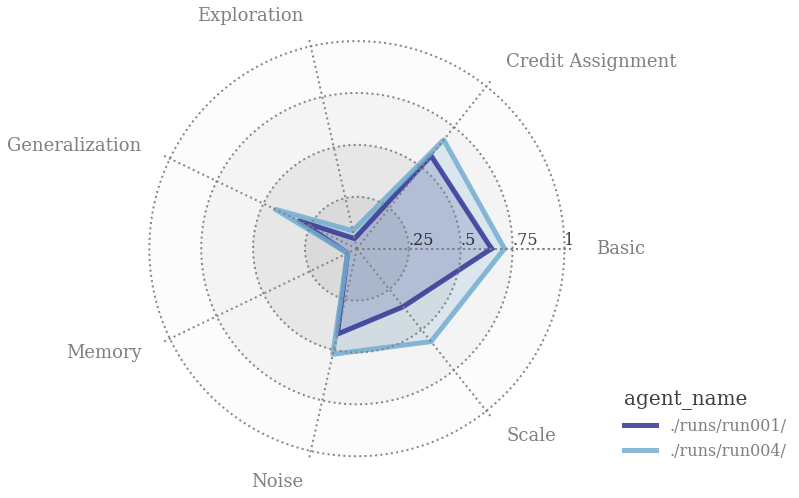 Exploration
Credit Assignment
Generalization
.25
.5
.75
1
Basic
Memory
Scale
Noise
agent_name
./runs/run001/
./runs/run004/